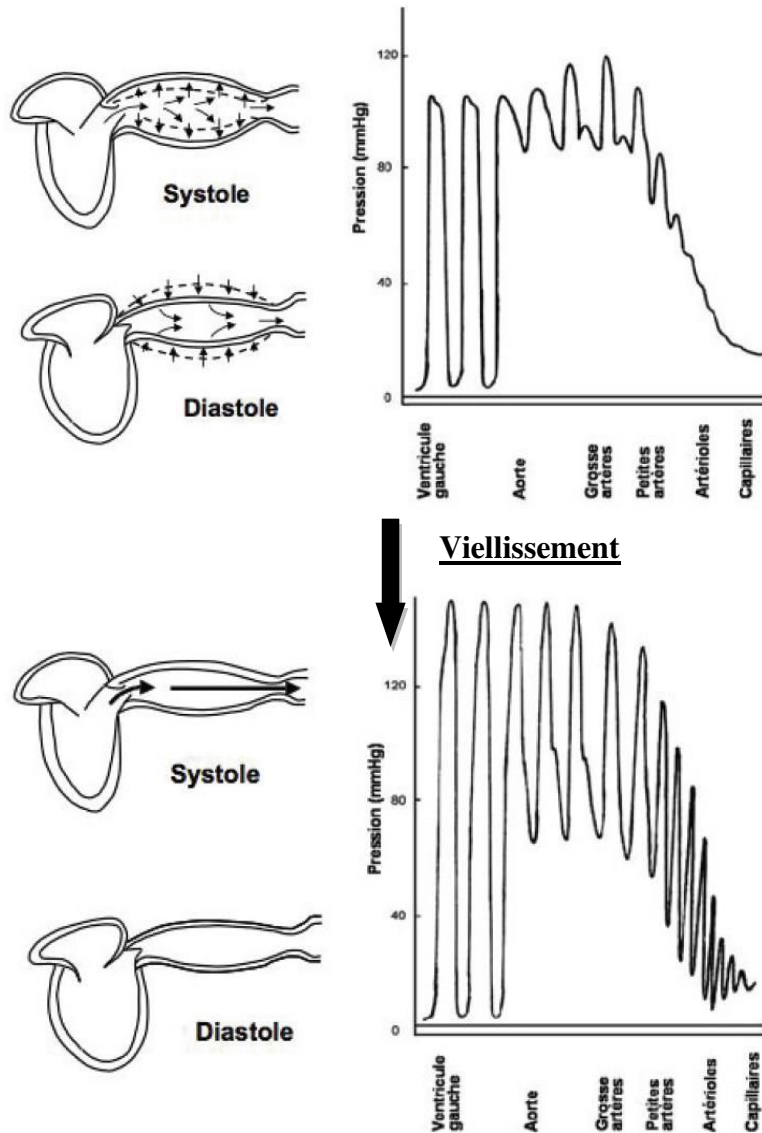 120
Pression (mmHg)
80
40
0
Systole
Diastole
Ventricule
gauche
Aorte
Grosse
artères
Petites
artères
Artérioles
Capillaires
Viellissement
120
Pression (mmHg)
80
40
0
Systole
Diastole
Ventricule
gauche
Aorte
Grosse
artères
Petites
artères
Artérioles
Capillaires